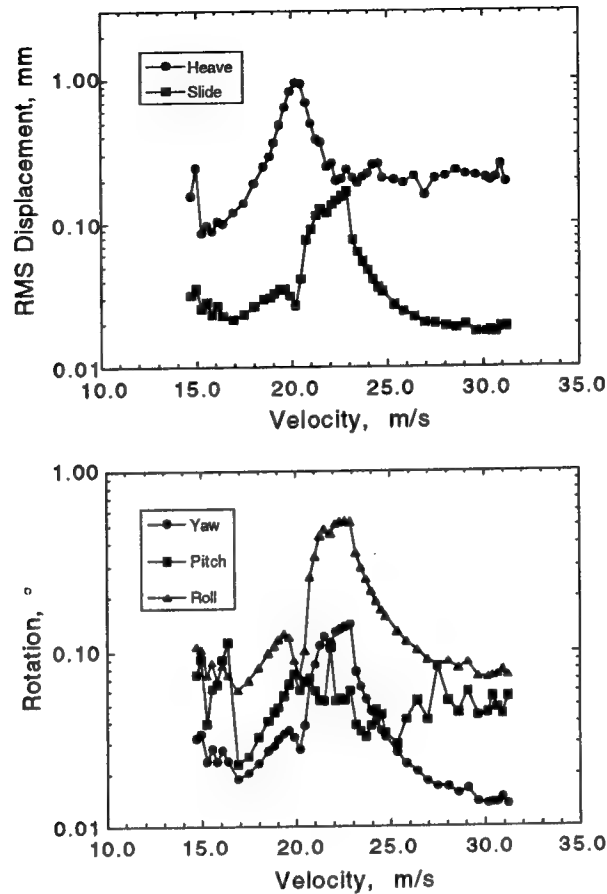 Heave
Slide
RMS Displacement, mm
1.00
0.10
0.01
10.0 15.0 20.0 25.0 30.0 35.0
Velocity, m/s
Yaw
Pitch
Roll
Rotation, °
1.00
0.10
0.01
10.0 15.0 20.0 25.0 30.0 35.0
Velocity, m/s